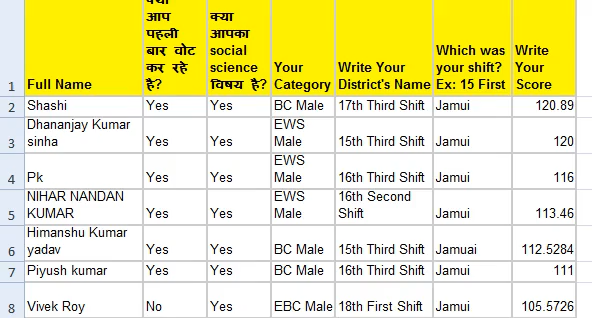 क्या
आप क्या
पहली आपका
बार वोट social Which was Write
कर रहे science Your Write Your your shift? Your
1 Full Name है? विषय है? Category District's Name Ex: 15 First Score
2 Shashi Yes Yes BC Male 17th Third Shift Jamui 120.89
Dhananjay Kumar EWS
3 sinha Yes Yes Male 15th Third Shift Jamui 120
EWS
4 Pk Yes Yes Male 16th Third Shift Jamui 116
NIHAR NANDAN EWS 16th Second
5 KUMAR Yes Yes Male Shift Jamui 113.46
Himanshu Kumar
6 yadav Yes Yes BC Male 15th Third Shift Jamuai 112.5284
7 Piyush kumar Yes Yes BC Male 16th Third Shift Jamui 111
8 Vivek Roy No Yes EBC Male 18th First Shift Jamui 105.5726